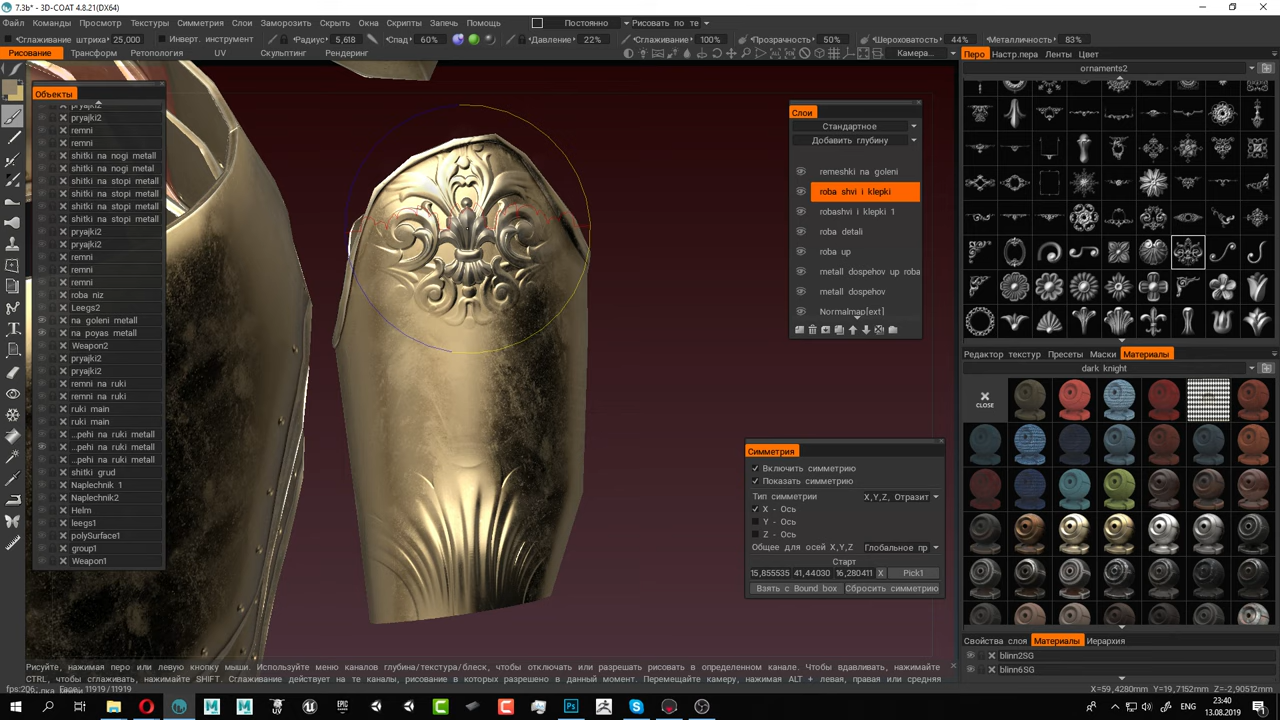 7.3b* - 3D-COAT 4.8.21(DX64)
Файл Команды Просмотр Текстуры Симметрия Слои Заморозить Скрыть Окна Скрипты Запечь Помощь Постоянно Рисовать по те
Сглаживание штриха 25,000 Инверт. инструмент Радиус 5,618 Спад 60% Давление 22% Сглаживание 100% Прозрачность 50% Шероховатость 44% Металличность 83%
Рисование Трансформ Ретопология UV Скульптинг Рендеринг Камера...
Объекты
pryajki2
pryajki2
remni
remni
shitki na nogi metall
shitki na nogi metal
shitki na stopi metall
shitki na stopi metall
shitki na stopi metall
shitki na stopi metall
pryajki2
pryajki2
remni
remni
remni
roba niz
Leegs2
na goleni metall
na poyas metall
Weapon2
pryajki2
pryajki2
remni na ruki
remni na ruki
ruki main
ruki main
...pehi na ruki metall
...pehi na ruki metall
...pehi na ruki metall
shitki grud
Naplechnik 1
Naplechnik2
Helm
leegs1
polySurface1
group1
Weapon1
Слои
Стандартное
Добавить глубину
remeshki na goleni
roba shvi i klepki
robashvi i klepki 1
roba detali
roba up
metall dospehov up roba
metall dospehov
Normalmap[ext]
Симметрия
Включить симметрию
Показать симметрию
Тип симметрии X,Y,Z, Отразит
X - Ось
Y - Ось
Z - Ось
Общее для осей X,Y,Z Глобальное пр
Старт
15,855535 41,44030 16,280411 X Pick1
Взять с Bound box Сбросить симметрию
Перо Настр.пера Ленты Цвет
ornaments2
Редактор текстур Пресеты Маски Материалы
dark knight
CLOSE
Свойства слоя Материалы Иерархия
blinn2SG
blinn6SG
Рисуйте, нажимая перо или левую кнопку мыши. Используйте меню каналов глубина/текстура/блеск, чтобы отключить или разрешать рисовать в определенном канале. Чтобы вдавливать, нажимайте
CTRL, чтобы сглаживать, нажимайте SHIFT. Сглаживание действует на те каналы, рисование в которых разрешено в данный момент. Перемещайте камеру, нажимая ALT + левая, правая или средняя
fps:206; Face: 11919/11919
X=59,4280mm Y=19,7152mm Z=-2,90512mm
ENG 23:40
13.08.2019